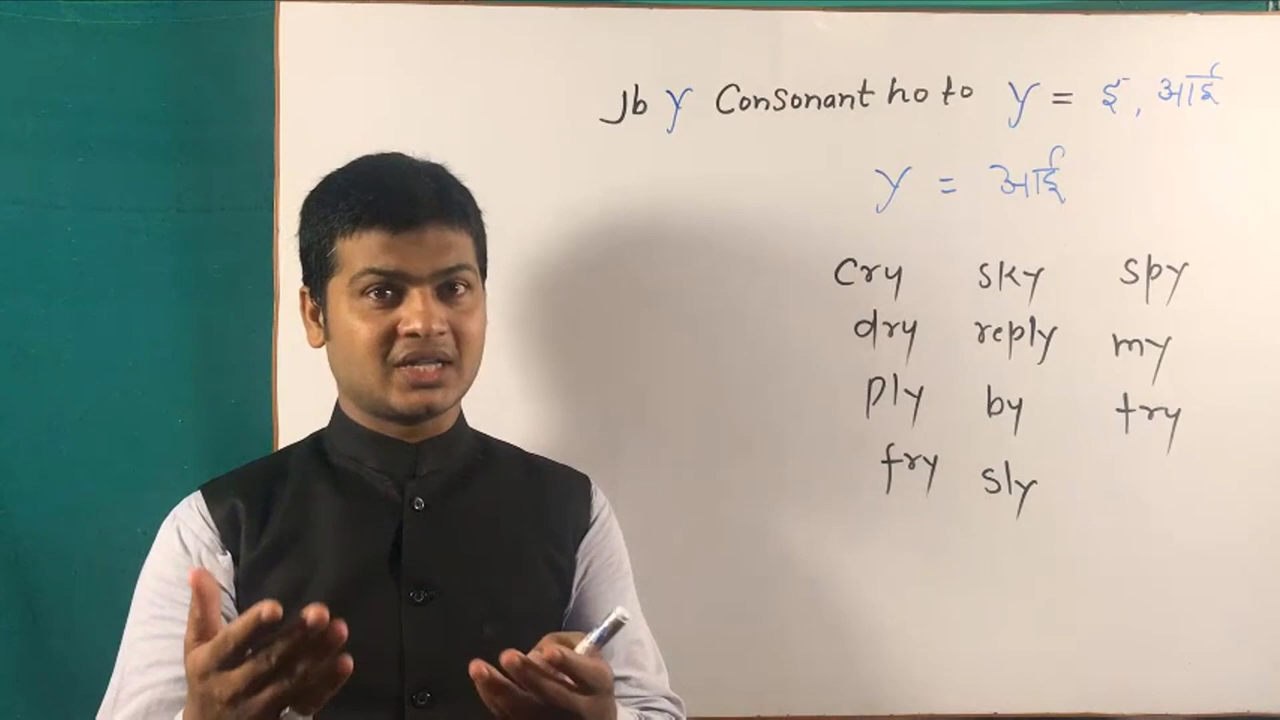 Jb y Consonant ho to y = इ, आई
y = आई
Cry sky spy
dry reply my
Ply by try
fry sly